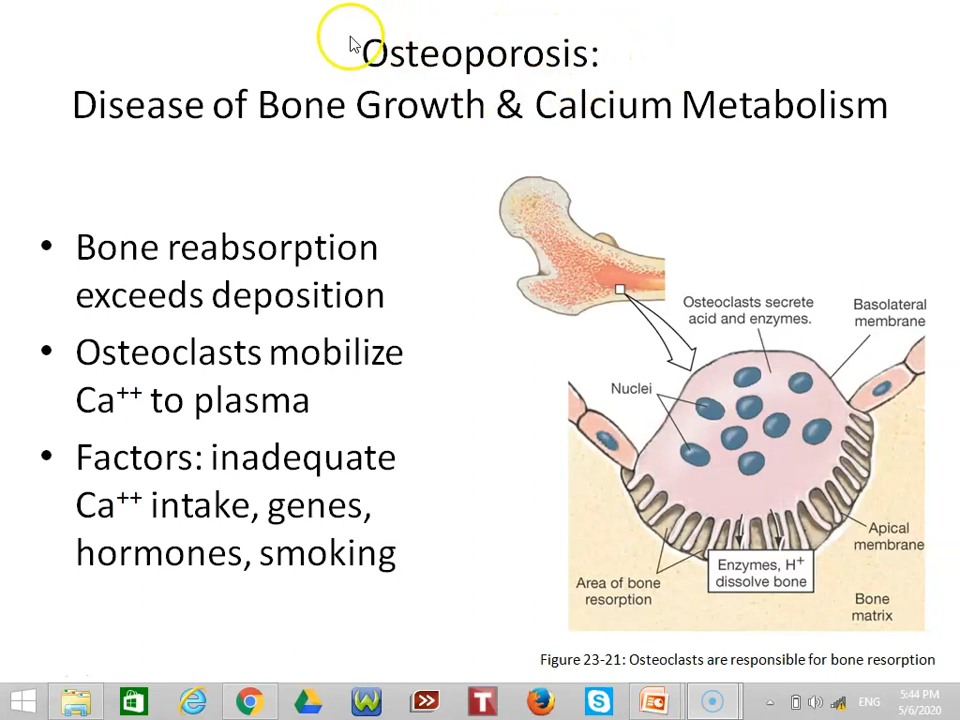 Osteoporosis:
Disease of Bone Growth & Calcium Metabolism
• Bone reabsorption
exceeds deposition
• Osteoclasts mobilize
Ca⁺⁺ to plasma
• Factors: inadequate
Ca⁺⁺ intake, genes,
hormones, smoking
Osteoclasts secrete
acid and enzymes.
Basolateral
membrane
Nuclei
Apical
membrane
Enzymes, H⁺
dissolve bone
Area of bone
resorption
Bone
matrix
Figure 23-21: Osteoclasts are responsible for bone resorption
ENG
5:44 PM
5/6/2020